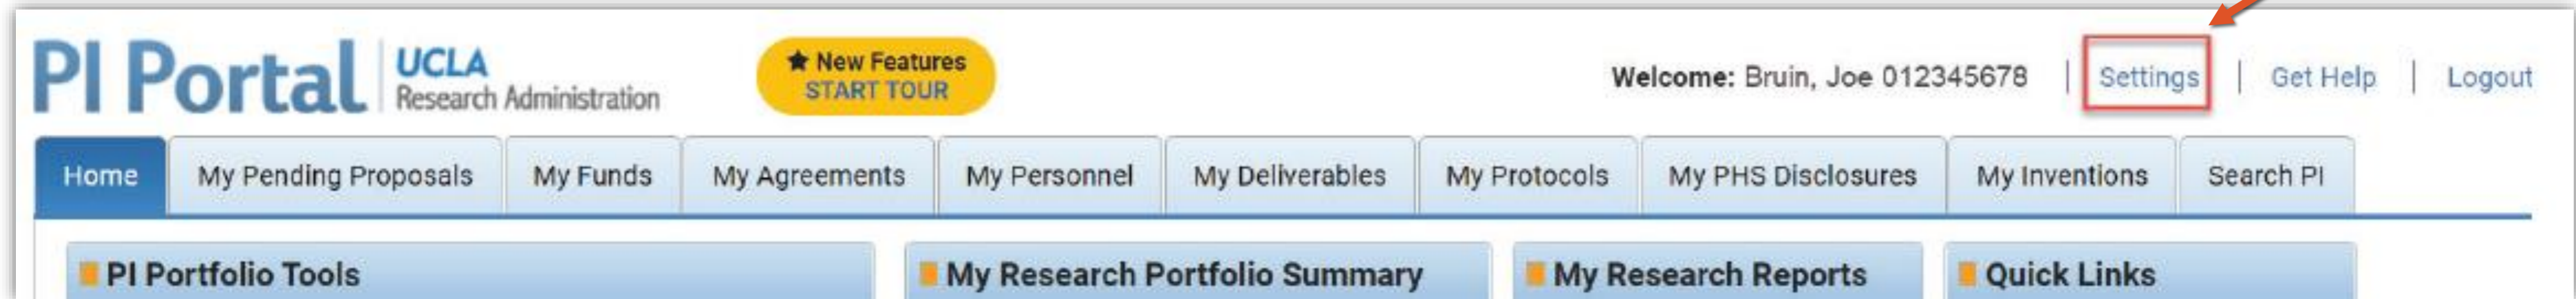 PI Portal
UCLA
Research Administration
★ New Features
START TOUR
Welcome: Bruin, Joe 012345678 | Settings | Get Help | Logout
Home My Pending Proposals My Funds My Agreements My Personnel My Deliverables My Protocols My PHS Disclosures My Inventions Search PI
PI Portfolio Tools My Research Portfolio Summary My Research Reports Quick Links